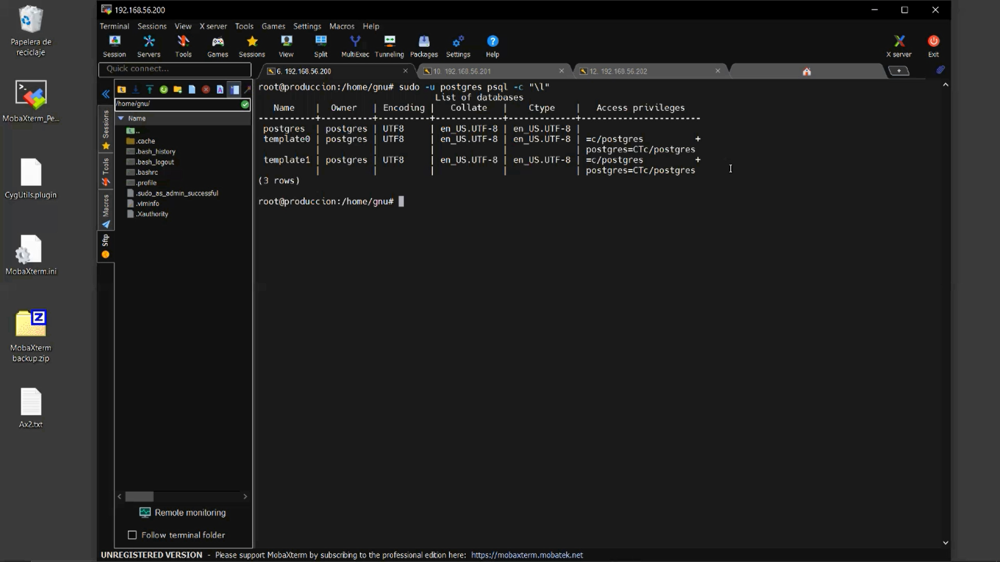 192.168.56.200
Terminal Sessions View X server Tools Games Settings Macros Help
Session Servers Tools Games Sessions View Split MultiExec Tunneling Packages Settings Help X server Exit
Quick connect...
6. 192.168.56.200
10. 192.168.56.201
12. 192.168.56.202
Papelera de
reciclaje
MobaXterm_Pe...
CygUtils.plugin
MobaXterm.ini
MobaXterm
backup.zip
Ax2.txt
Sessions
Tools
Macros
Sftp
/home/gnu/
Name
..
.cache
.bash_history
.bash_logout
.bashrc
.profile
.sudo_as_admin_successful
.viminfo
.Xauthority
Remote monitoring
Follow terminal folder
root@produccion:/home/gnu# sudo -u postgres psql -c "\l"
List of databases
Name | Owner | Encoding | Collate | Ctype | Access privileges
-----------+----------+----------+-------------+-------------+-----------------------
postgres | postgres | UTF8 | en_US.UTF-8 | en_US.UTF-8 |
template0 | postgres | UTF8 | en_US.UTF-8 | en_US.UTF-8 | =c/postgres +
| | | | | postgres=CTc/postgres
template1 | postgres | UTF8 | en_US.UTF-8 | en_US.UTF-8 | =c/postgres +
| | | | | postgres=CTc/postgres
(3 rows)
root@produccion:/home/gnu#
UNREGISTERED VERSION - Please support MobaXterm by subscribing to the professional edition here: https://mobaxterm.mobatek.net